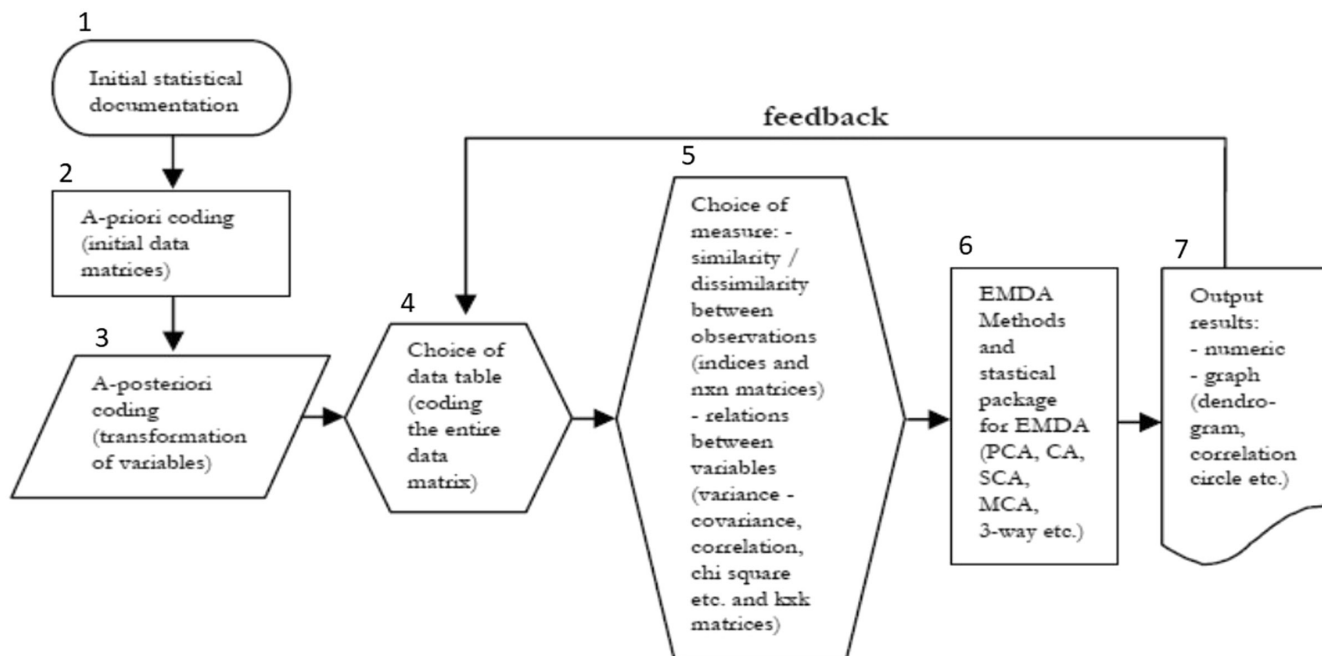 1
Initial statistical
documentation
2
A-priori coding
(initial data
matrices)
3
A-posteriori
coding
(transformation
of variables)
feedback
4
Choice of
data table
(coding
the entire
data
matrix)
5
Choice of
measure: -
similarity /
dissimilarity
between
observations
(indices and
nxn matrices)
- relations
between
variables
(variance -
covariance,
correlation,
chi square
etc. and kxk
matrices)
6
EMDA
Methods
and
stastical
package
for EMDA
(PCA, CA,
SCA,
MCA,
3-way etc.)
7
Output
results:
- numeric
- graph
(dendro-
gram,
correlation
circle etc.)